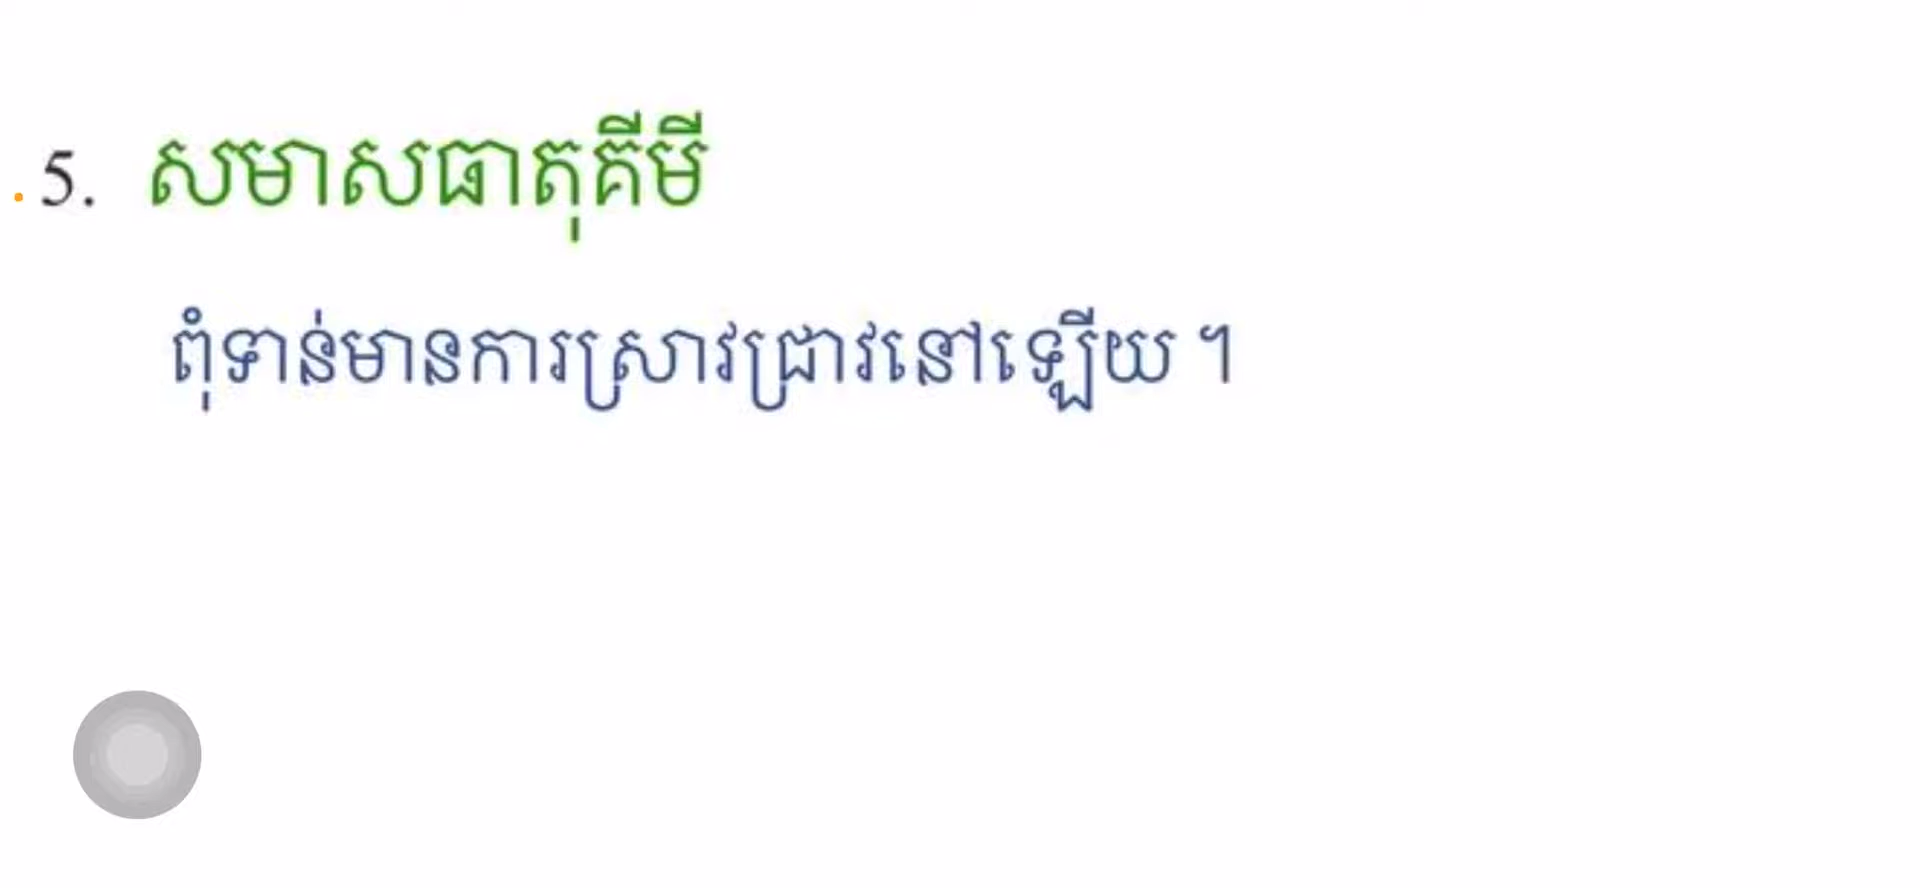 5. សមាសធាតុគីមី
ពុំទាន់មានការស្រាវជ្រាវនៅឡើយ ។